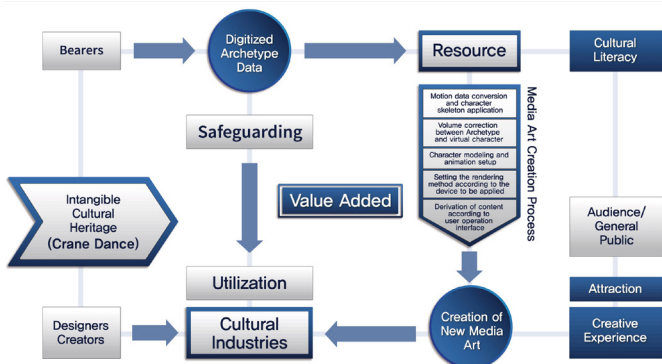 Bearers
Digitized
Archetype
Data
Resource
Cultural
Literacy
Motion data conversion
and character
skeleton application
Volume correction
between Archetype
and virtual character
Character modeling and
animation setup
Setting the rendering
method according to the
device to be applied
Derivation of content
according to
user operation
interface
Media Art Creation Process
Safeguarding
Value Added
Intangible
Cultural
Heritage
(Crane Dance)
Audience/
General
Public
Utilization
Attraction
Designers
Creators
Cultural
Industries
Creation of
New Media
Art
Creative
Experience